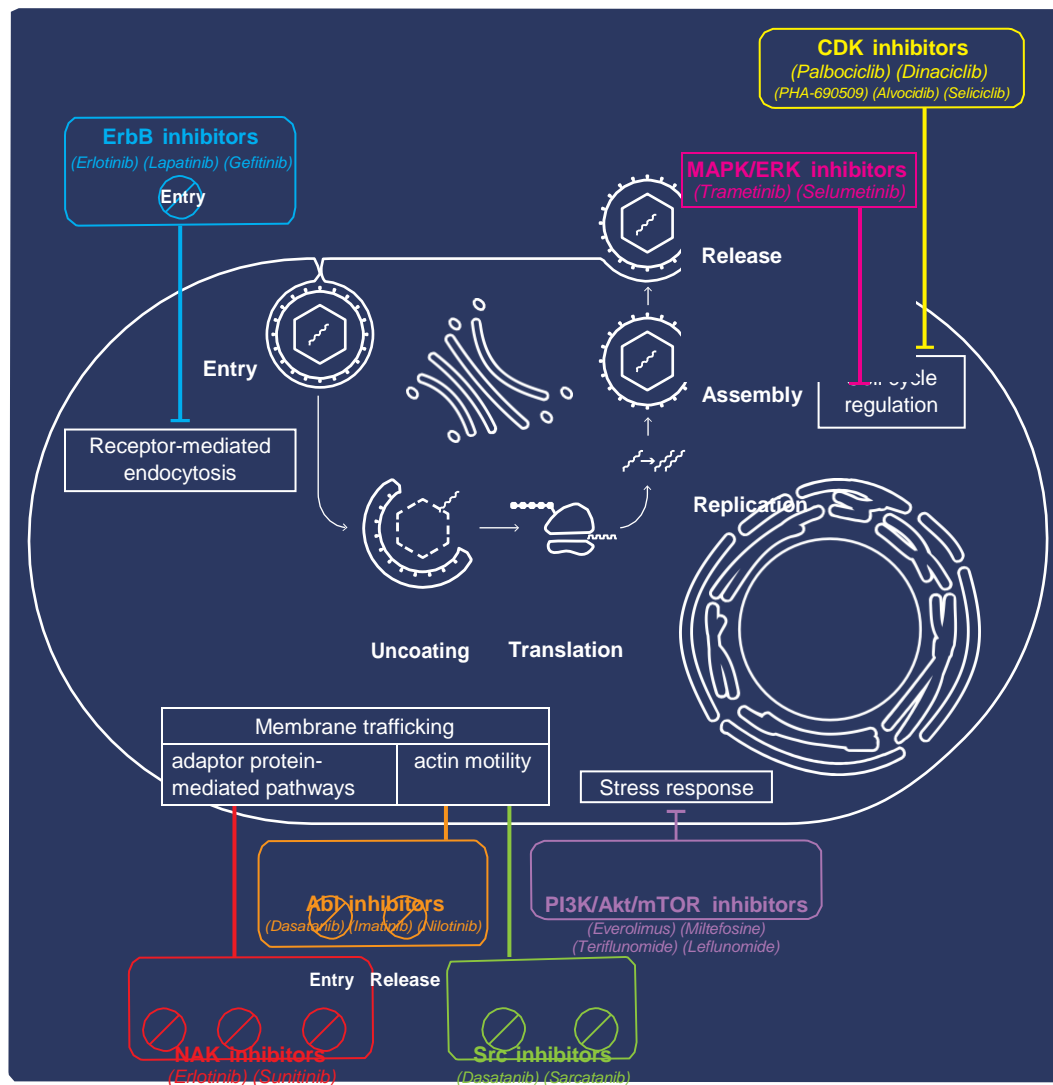 CDK inhibitors
(Palbociclib) (Dinaciclib)
(PHA-690509) (Alvocidib) (Seliciclib)
ErbB inhibitors
(Erlotinib) (Lapatinib) (Gefitinib)
Entry
MAPK/ERK inhibitors
(Trametinib) (Selumetinib)
Release
Entry
Assembly
cycle
regulation
Receptor-mediated
endocytosis
Replication
Uncoating
Translation
Membrane trafficking
adaptor protein-
mediated pathways
actin motility
Stress response
Abl inhibitors
(Dasatanib) (Imatinib) (Nilotinib)
PI3K/Akt/mTOR inhibitors
(Everolimus) (Miltefosine)
(Teriflunomide) (Leflunomide)
Entry
Release
NAK inhibitors
(Erlotinib) (Sunitinib)
Src inhibitors
(Dasatanib) (Sarcatanib)